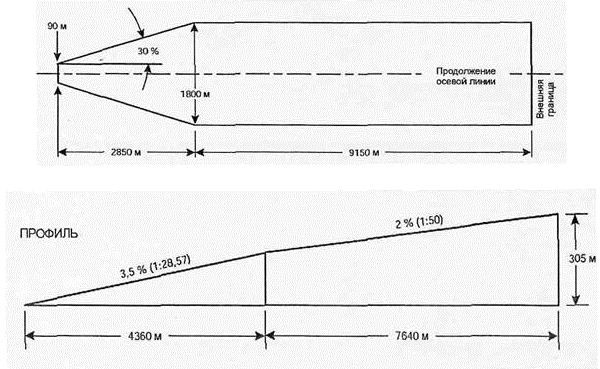 90 м
30 %
1800 м
Продолжение
осевой линии
Внешняя
граница
2850 м
9150 м
ПРОФИЛЬ
3,5 % (1:28,57)
2 % (1:50)
305 м
4360 м
7640 м